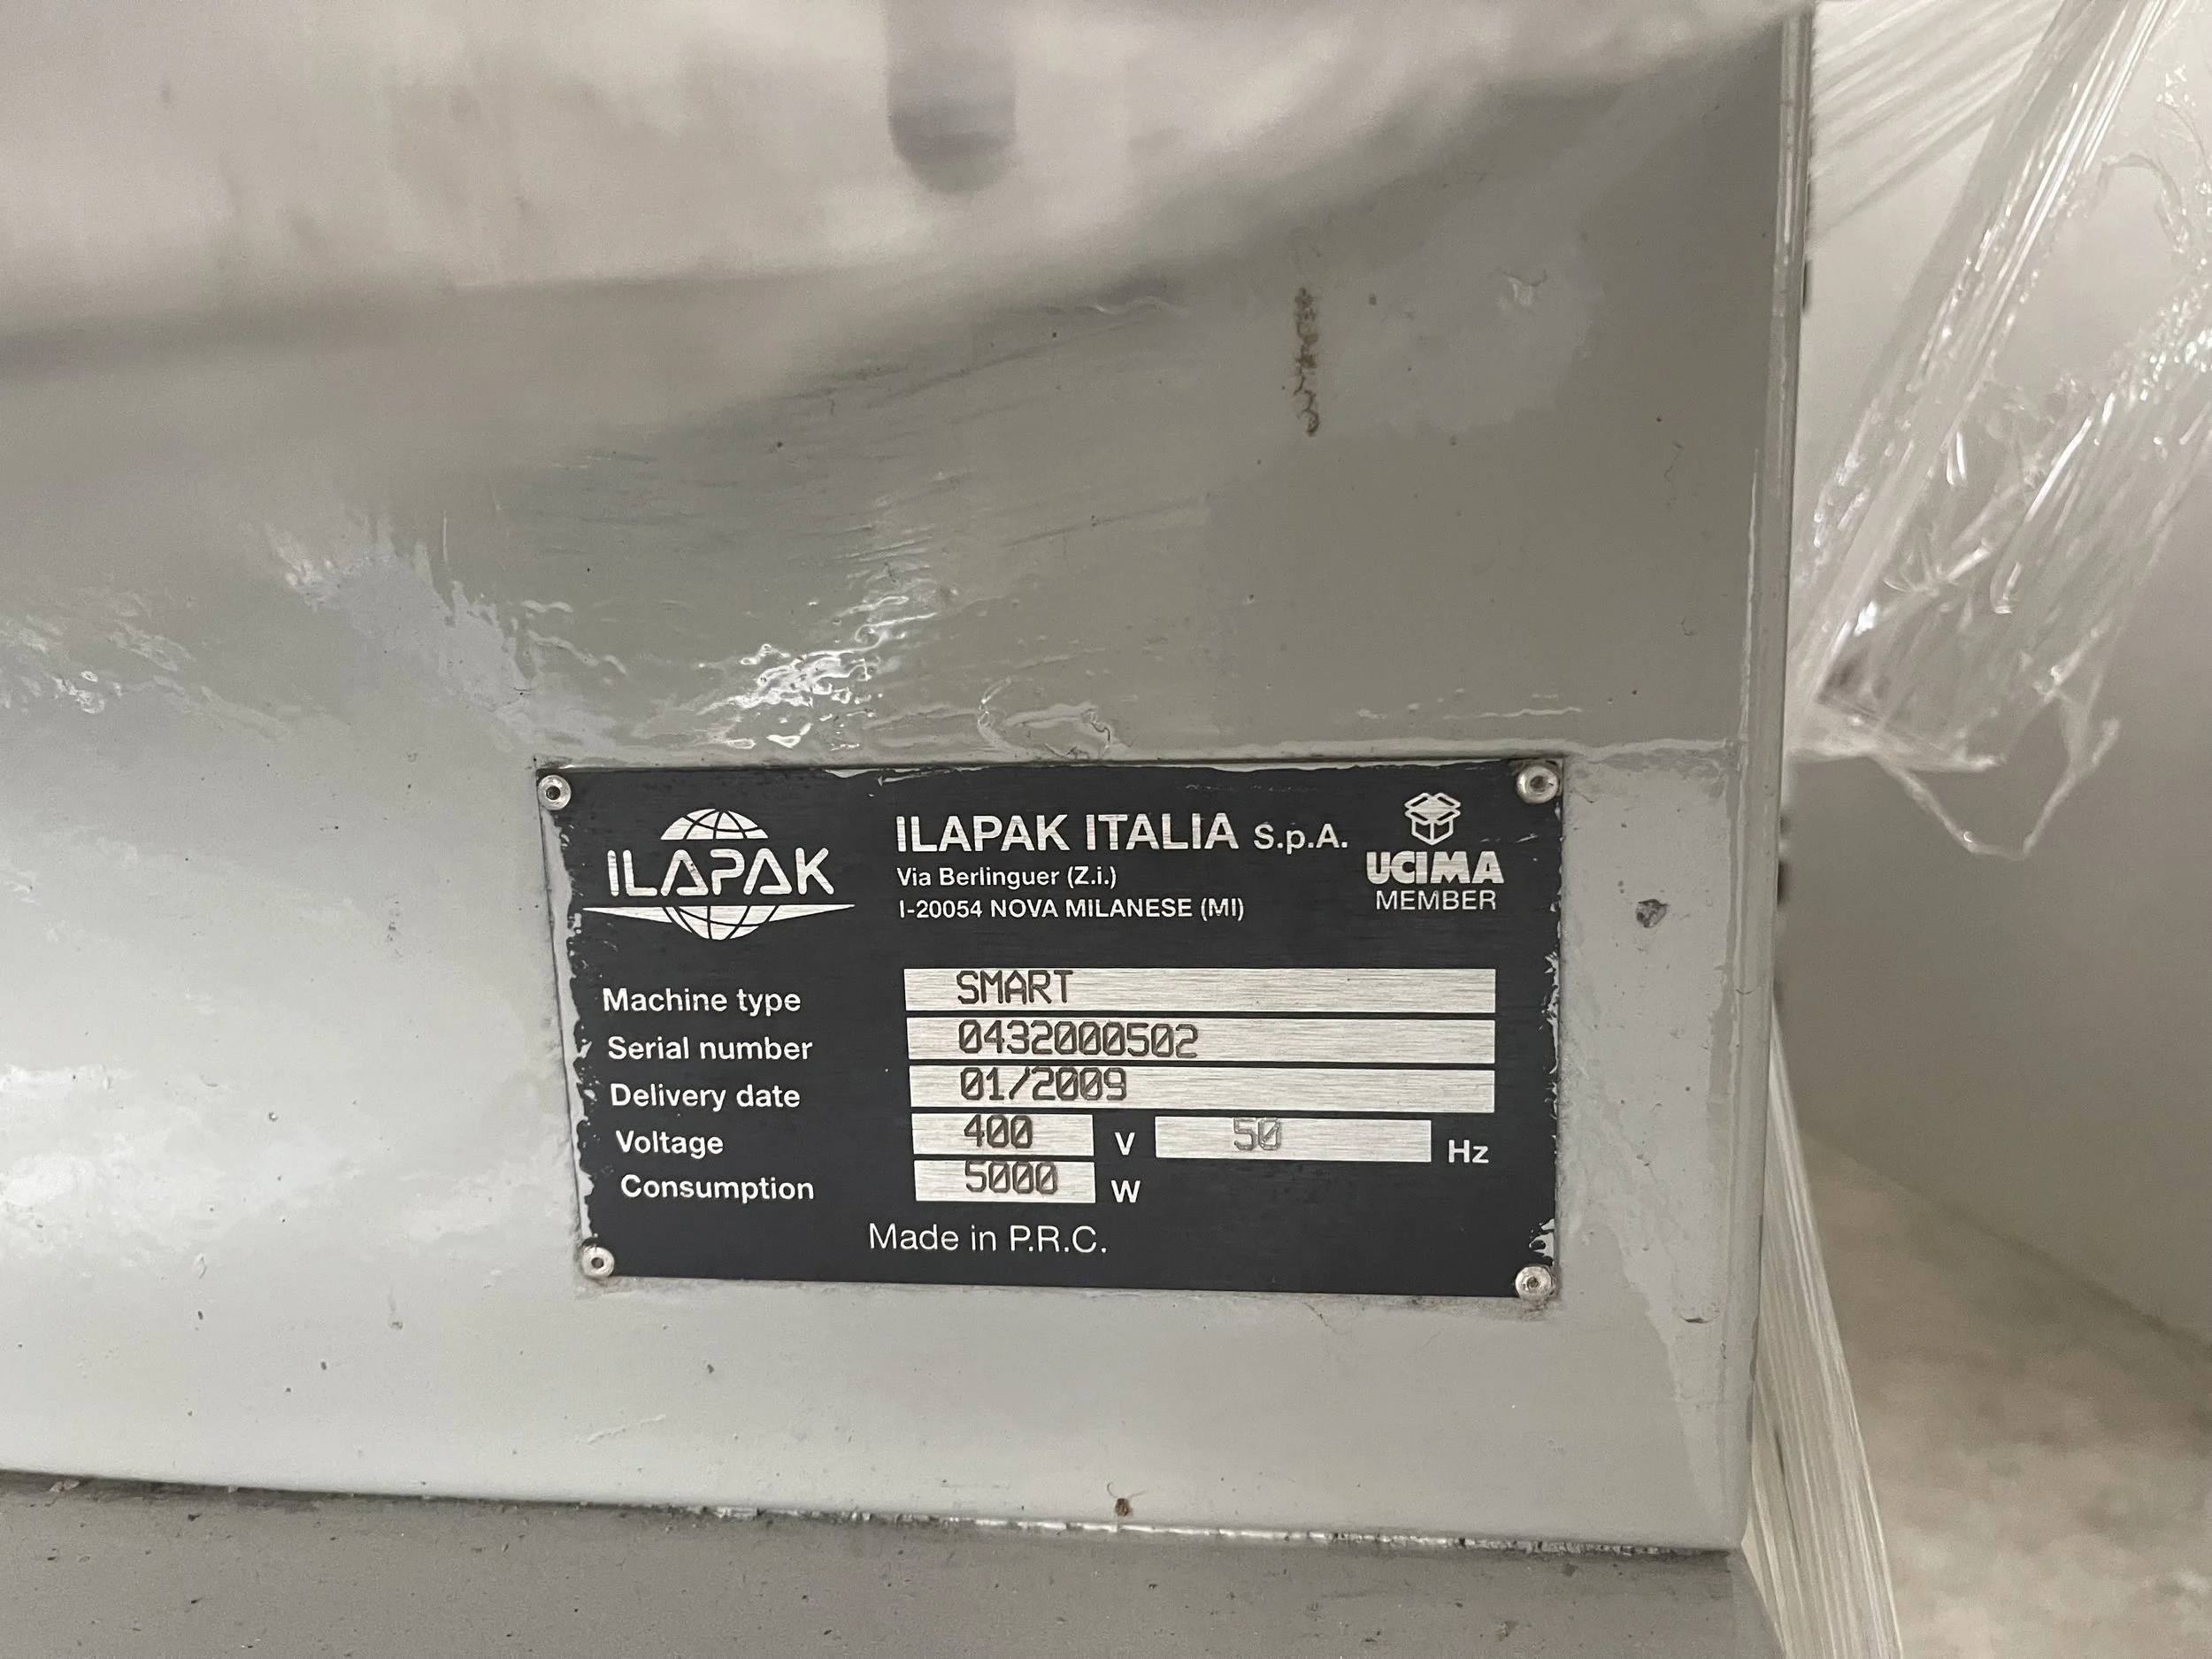 ILAPAK
ILAPAK ITALIA S.p.A.
Via Berlinguer (Z.i.)
I-20054 NOVA MILANESE (MI)
UCIMA
MEMBER
Machine type SMART
Serial number 0432000502
Delivery date 01/2009
Voltage 400 V 50 Hz
Consumption 5000 W
Made in P.R.C.